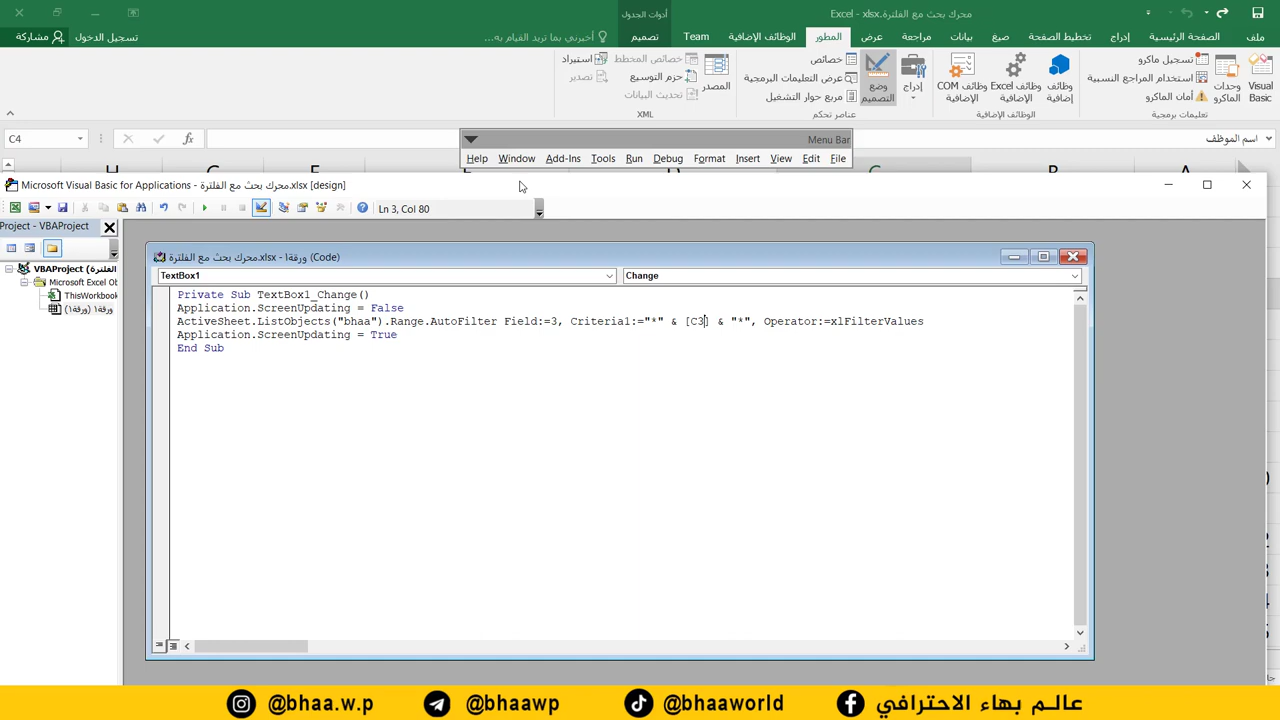 محرك بحث مع الفلترة.xlsx - Excel
أدوات الجدول
ملف
الصفحة الرئيسية
إدراج
تخطيط الصفحة
صيغ
بيانات
مراجعة
عرض
المطور
الوظائف الإضافية
Team
تصميم
أخبرني بما تريد القيام به...
تسجيل الدخول
مشاركة
Visual Basic
وحدات الماكرو
تسجيل ماكرو
استخدام المراجع النسبية
أمان الماكرو
تعليمات برمجية
وظائف إضافية
وظائف Excel الإضافية
وظائف COM الإضافية
الوظائف الإضافية
إدراج
وضع التصميم
خصائص
عرض التعليمات البرمجية
مربع حوار التشغيل
عناصر تحكم
المصدر
خصائص المخطط
حزم التوسيع
تحديث البيانات
استيراد
تصدير
XML
C4
fx
اسم الموظف
Menu Bar
Help Window Add-Ins Tools Run Debug Format Insert View Edit File
Microsoft Visual Basic for Applications - محرك بحث مع الفلترة.xlsx [design]
Ln 3, Col 80
Project - VBAProject
VBAProject (الفلترة
Microsoft Excel Ob
ThisWorkbook
ورقة١ (ورقة١)
محرك بحث مع الفلترة.xlsx - ورقة١ (Code)
TextBox1
Change
Private Sub TextBox1_Change()
Application.ScreenUpdating = False
ActiveSheet.ListObjects("bhaa").Range.AutoFilter Field:=3, Criteria1:="*" & [C3] & "*", Operator:=xlFilterValues
Application.ScreenUpdating = True
End Sub
@bhaa.w.p
@bhaawp
@bhaaworld
عالم بهاء الاحترافي